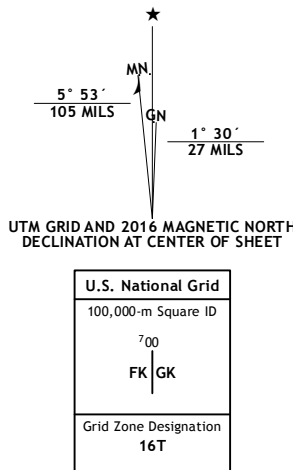 ★
MN
GN
5° 53´
105 MILS
1° 30´
27 MILS
UTM GRID AND 2016 MAGNETIC NORTH
DECLINATION AT CENTER OF SHEET
U.S. National Grid
100,000-m Square ID
⁷00
FK GK
Grid Zone Designation
16T